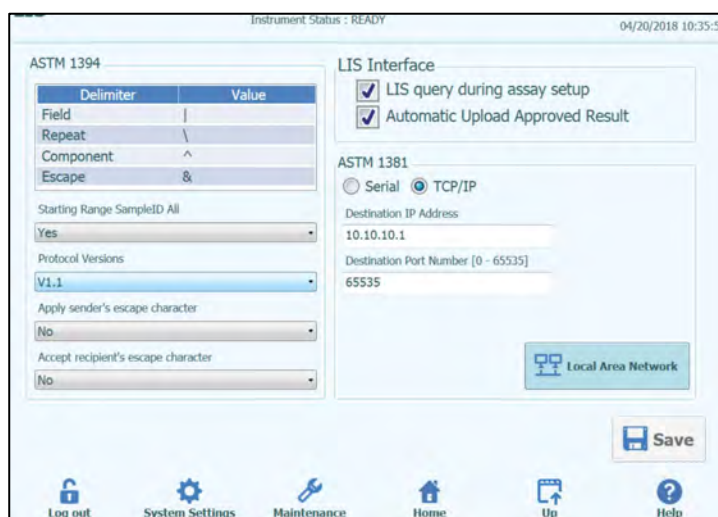 Instrument Status : READY
04/20/2018 10:35:5
ASTM 1394
Delimiter Value
Field |
Repeat \
Component ^
Escape &
Starting Range SampleID All
Yes
Protocol Versions
V1.1
Apply sender's escape character
No
Accept recipient's escape character
No
LIS Interface
LIS query during assay setup
Automatic Upload Approved Result
ASTM 1381
Serial TCP/IP
Destination IP Address
10.10.10.1
Destination Port Number [0 - 65535]
65535
Local Area Network
Save
Log out System Settings Maintenance Home Up Help